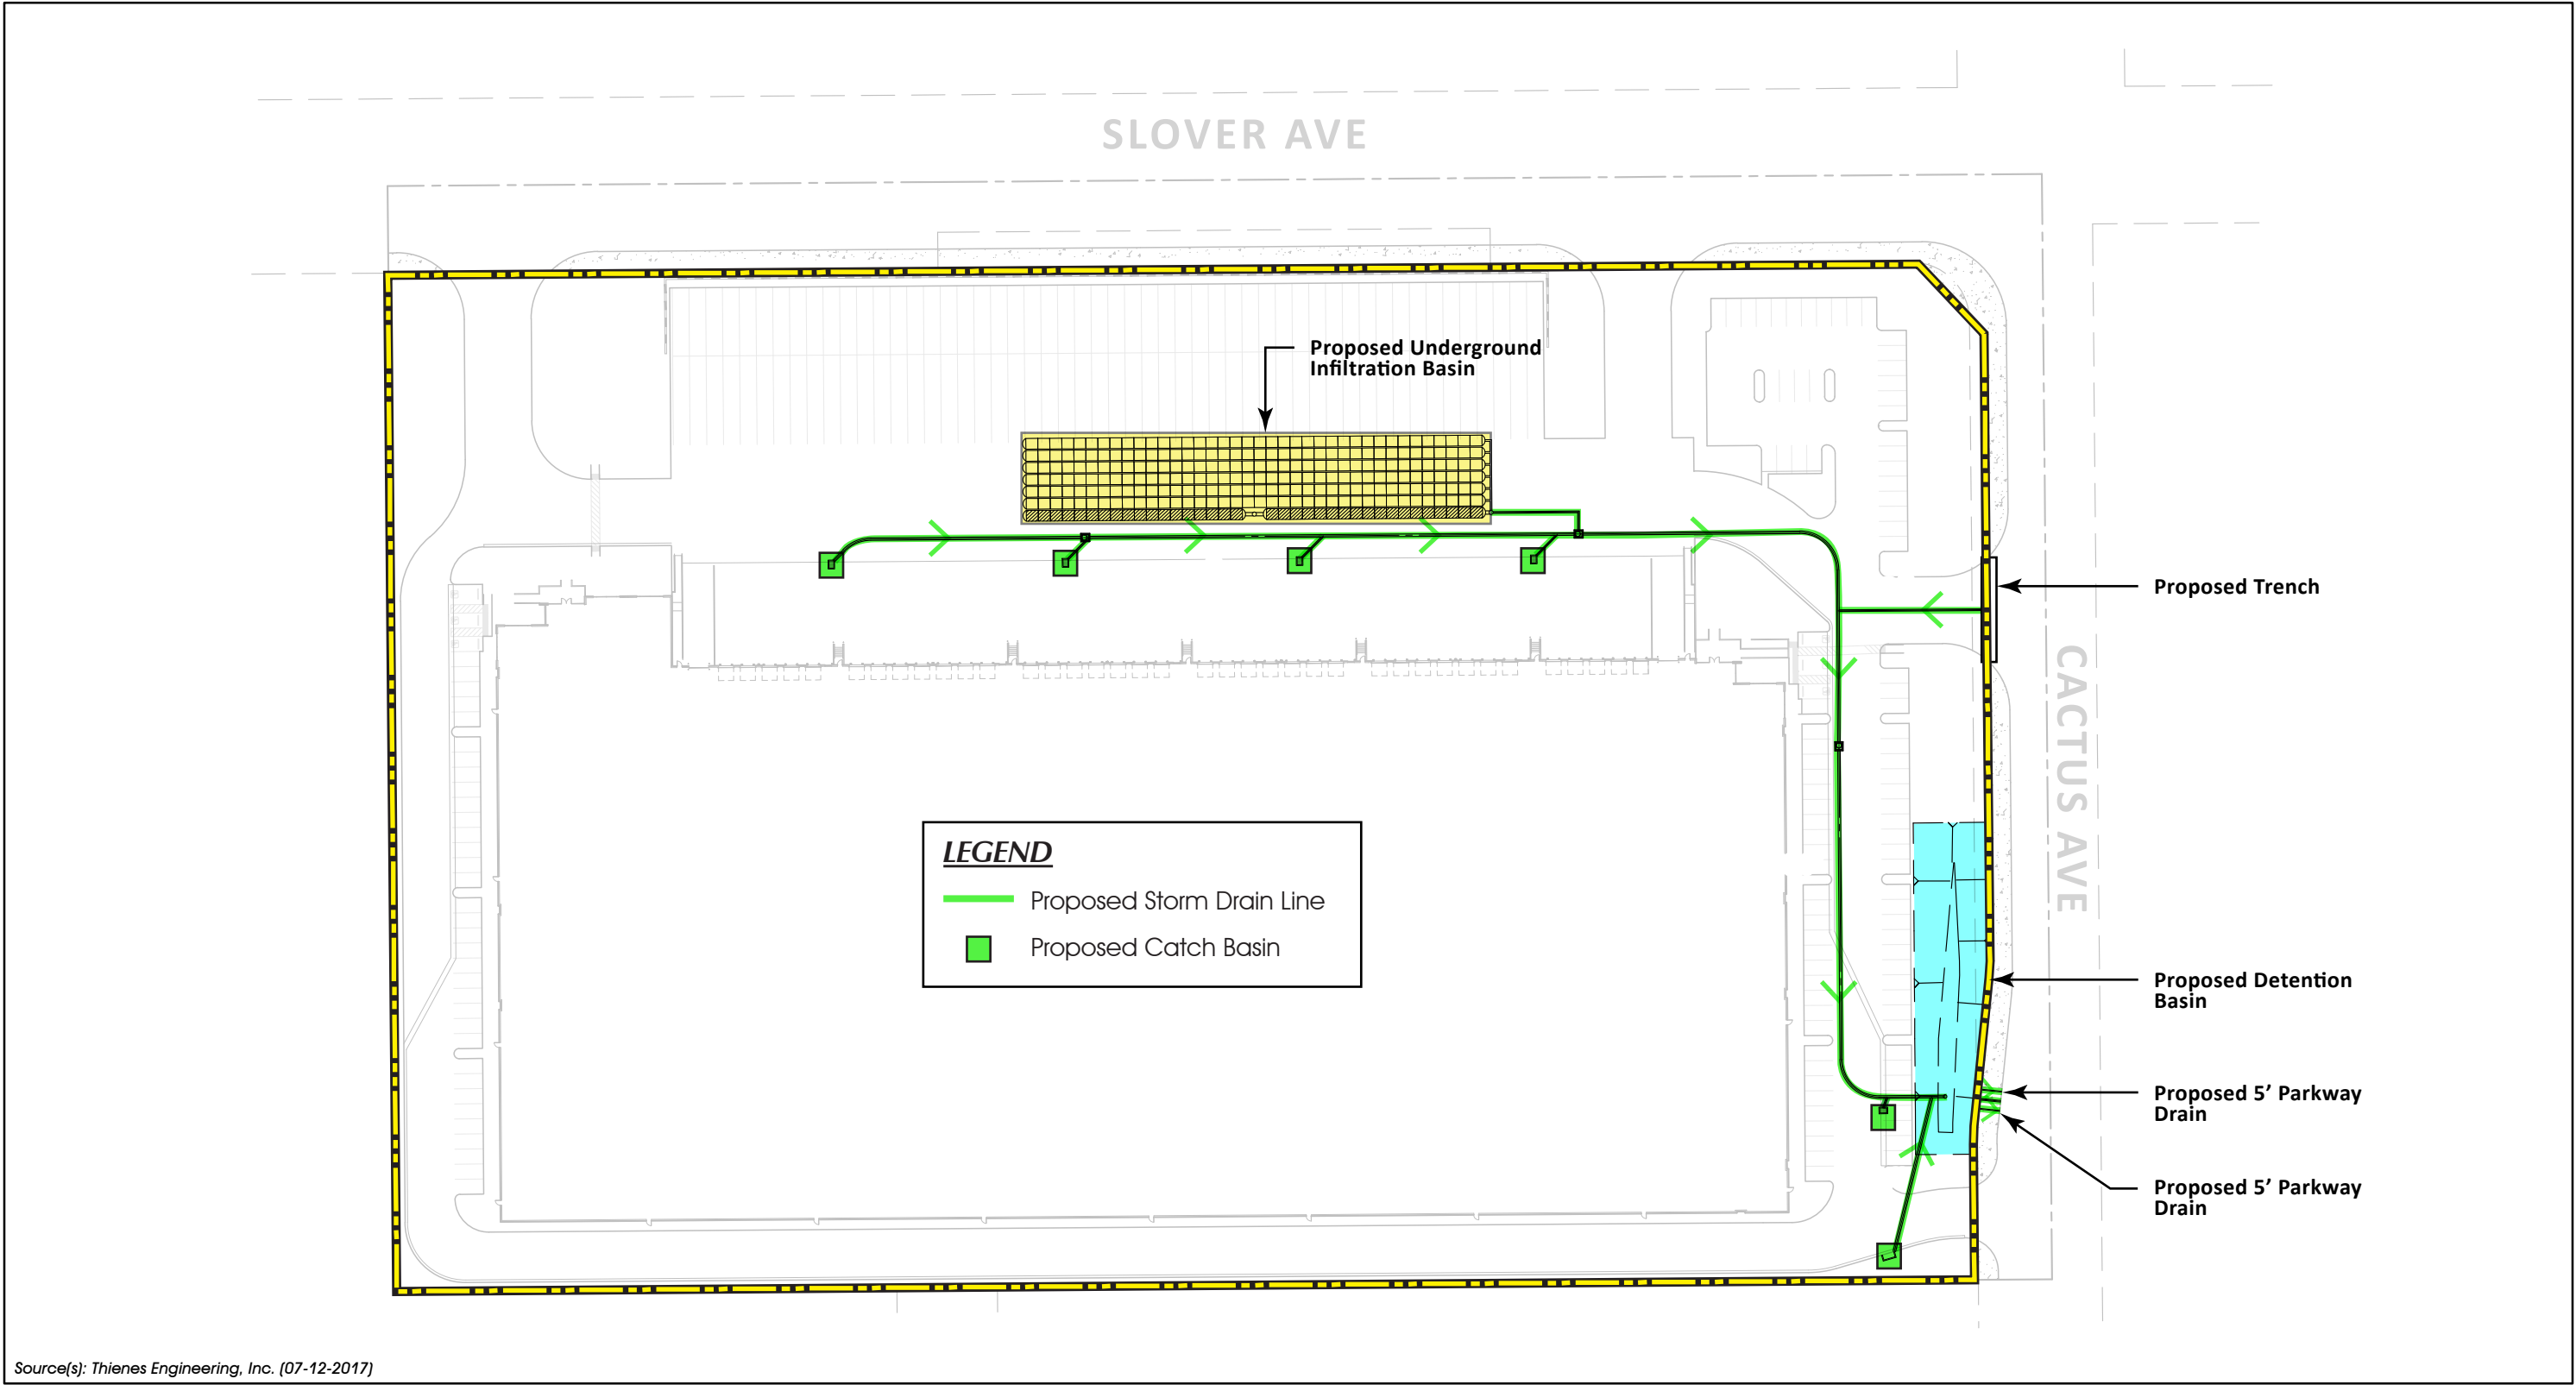 SLOVER AVE
Proposed Underground
Infiltration Basin
Proposed Trench
CACTUS AVE
LEGEND
Proposed Storm Drain Line
Proposed Catch Basin
Proposed Detention
Basin
Proposed 5’ Parkway
Drain
Proposed 5’ Parkway
Drain
Source(s): Thienes Engineering, Inc. (07-12-2017)